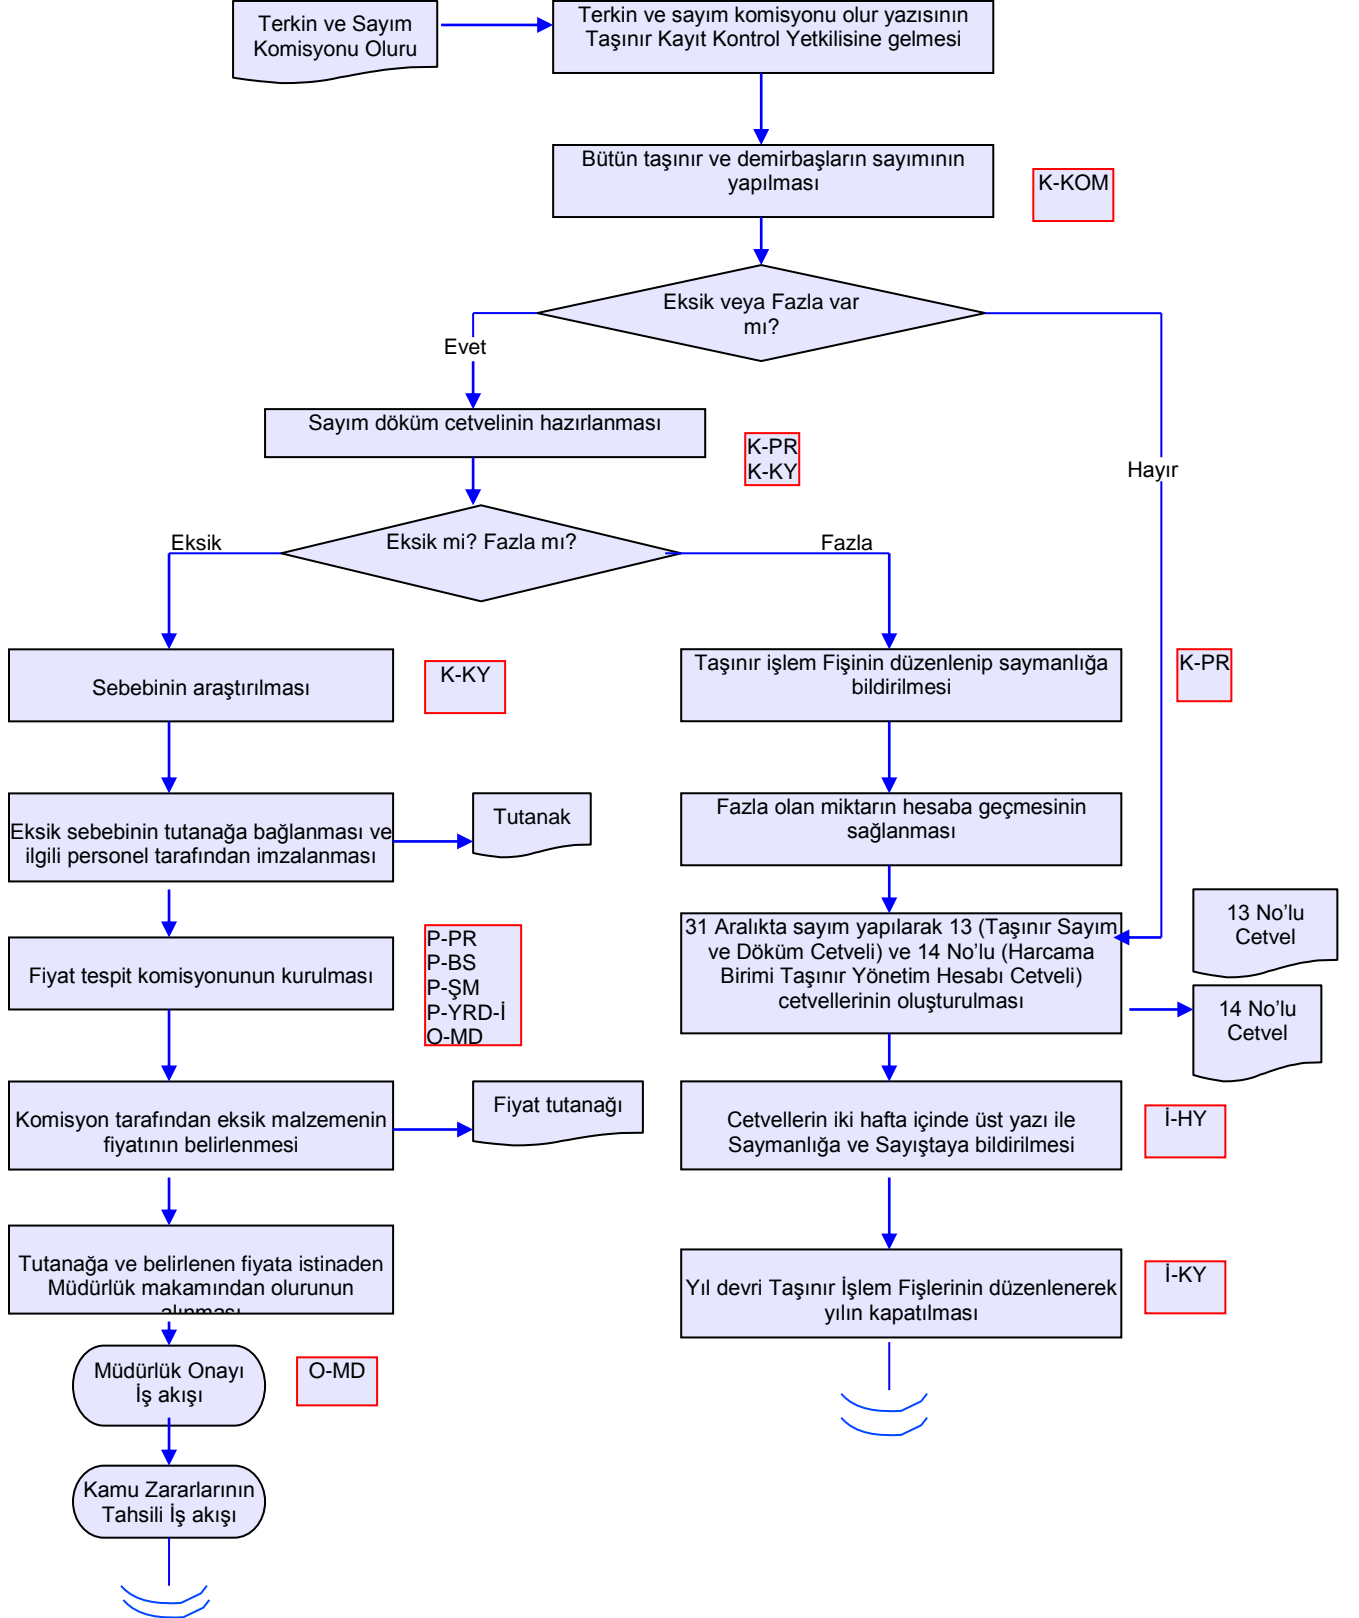 Terkin ve Sayım
Komisyonu Oluru
Terkin ve sayım komisyonu olur yazısının
Taşınır Kayıt Kontrol Yetkilisine gelmesi
Bütün taşınır ve demirbaşların sayımının
yapılması
K-KOM
Eksik veya Fazla var
mı?
Evet
Hayır
Sayım döküm cetvelinin hazırlanması
K-PR
K-KY
Eksik mi? Fazla mı?
Eksik
Fazla
Sebebinin araştırılması
K-KY
Taşınır işlem Fişinin düzenlenip saymanlığa
bildirilmesi
K-PR
Eksik sebebinin tutanağa bağlanması ve
ilgili personel tarafından imzalanması
Tutanak
Fazla olan miktarın hesaba geçmesinin
sağlanması
Fiyat tespit komisyonunun kurulması
P-PR
P-BS
P-ŞM
P-YRD-İ
O-MD
31 Aralıkta sayım yapılarak 13 (Taşınır Sayım
ve Döküm Cetveli) ve 14 No’lu (Harcama
Birimi Taşınır Yönetim Hesabı Cetveli)
cetvellerinin oluşturulması
13 No’lu
Cetvel
14 No’lu
Cetvel
Komisyon tarafından eksik malzemenin
fiyatının belirlenmesi
Fiyat tutanağı
Cetvellerin iki hafta içinde üst yazı ile
Saymanlığa ve Sayıştaya bildirilmesi
İ-HY
Tutanağa ve belirlenen fiyata istinaden
Müdürlük makamından olurunun
alınması
Yıl devri Taşınır İşlem Fişlerinin düzenlenerek
yılın kapatılması
İ-KY
Müdürlük Onayı
İş akışı
O-MD
Kamu Zararlarının
Tahsili İş akışı